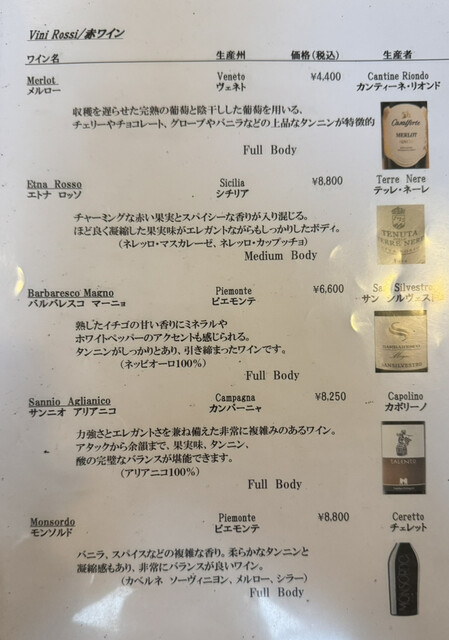 Vini Rossi/赤ワイン
ワイン名 生産州 価格(税込) 生産者
Merlot Veneto ¥4,400 Cantine Riondo
メルロー ヴェネト カンティーネ・リオンド
収穫を遅らせた完熟の葡萄と陰干しした葡萄を用いる、
チェリーやチョコレート、グローブやバニラなどの上品なタンニンが特徴的
Full Body
MERLOT
Etna Rosso Sicilia ¥8,800 Terre Nere
エトナ ロッソ シチリア テッレ・ネーレ
チャーミングな赤い果実とスパイシーな香りが入り混じる。
ほど良く凝縮した果実味がエレガントながらもしっかりしたボディ。
(ネレッロ・マスカレーゼ、ネレッロ・カップッチョ)
Medium Body
TENUTA
TERRE NERE
Barbaresco Magno Piemonte ¥6,600 San Silvestro
バルバレスコ マーニョ ピエモンテ サン シルヴェスト
熟したイチゴの甘い香りにミネラルや
ホワイトペッパーのアクセントも感じられる。
タンニンがしっかりとあり、引き締まったワインです。
(ネッビオーロ100%)
Full Body
S
Sannio Aglianico Campagna ¥8.250 Capolino
サンニオ アリアニコ カンパーニャ カポリーノ
力強さとエレガントさを兼ね備えた非常に複雑みのあるワイン。
アタックから余韻まで、果実味、タンニン、
酸の完璧なバランスが堪能できます。
(アリアニコ100%)
Full Body
TALENTO
Monsordo Piemonte ¥8.800 Ceretto
モンソルド ピエモンテ チェレット
バニラ、スパイスなどの複雑な香り。柔らかなタンニンと
凝縮感もあり、非常にバランスが良いワイン。
(カベルネ ソーヴィニヨン、メルロー、シラー)
Full Body
MONSORDO